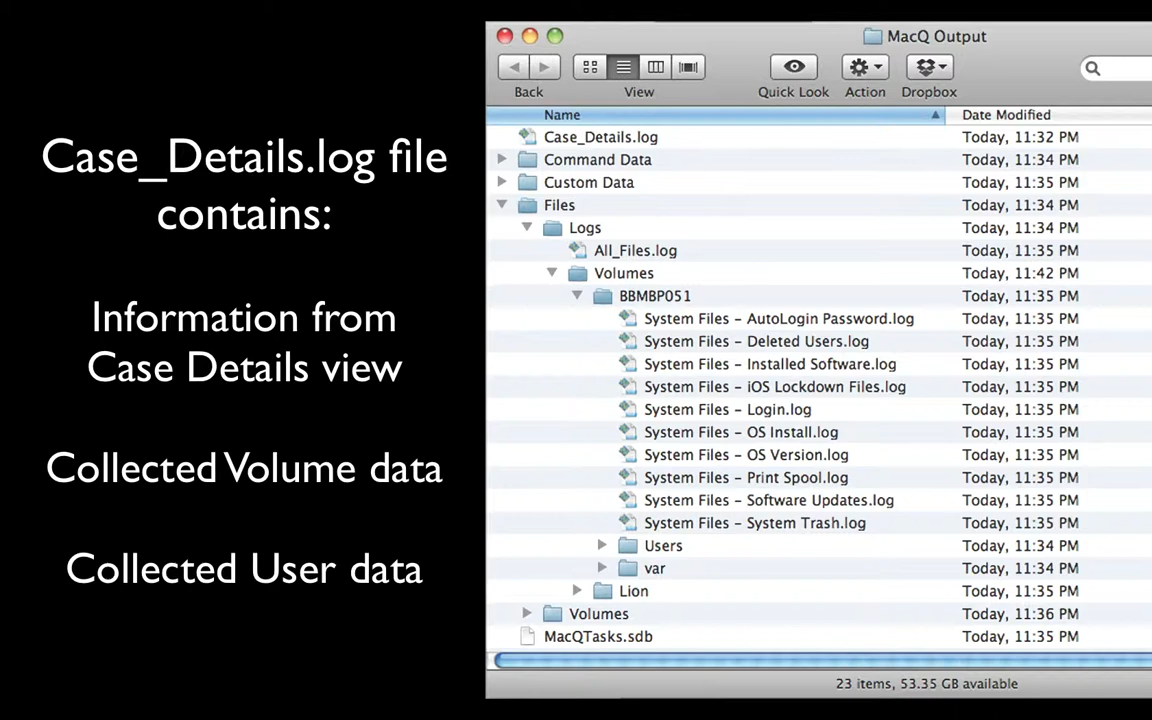 Case_Details.log file
contains:
Information from
Case Details view
Collected Volume data
Collected User data
MacQ Output
Back
View
Quick Look
Action
Dropbox
Name
Date Modified
Case_Details.log
Today, 11:32 PM
Command Data
Today, 11:34 PM
Custom Data
Today, 11:35 PM
Files
Today, 11:34 PM
Logs
Today, 11:34 PM
All_Files.log
Today, 11:35 PM
Volumes
Today, 11:42 PM
BBMBP051
Today, 11:35 PM
System Files – AutoLogin Password.log
Today, 11:35 PM
System Files – Deleted Users.log
Today, 11:35 PM
System Files – Installed Software.log
Today, 11:35 PM
System Files – iOS Lockdown Files.log
Today, 11:35 PM
System Files – Login.log
Today, 11:35 PM
System Files – OS Install.log
Today, 11:35 PM
System Files – OS Version.log
Today, 11:35 PM
System Files – Print Spool.log
Today, 11:35 PM
System Files – Software Updates.log
Today, 11:35 PM
System Files – System Trash.log
Today, 11:35 PM
Users
Today, 11:34 PM
var
Today, 11:34 PM
Lion
Today, 11:35 PM
Volumes
Today, 11:36 PM
MacQTasks.sdb
Today, 11:35 PM
23 items, 53.35 GB available